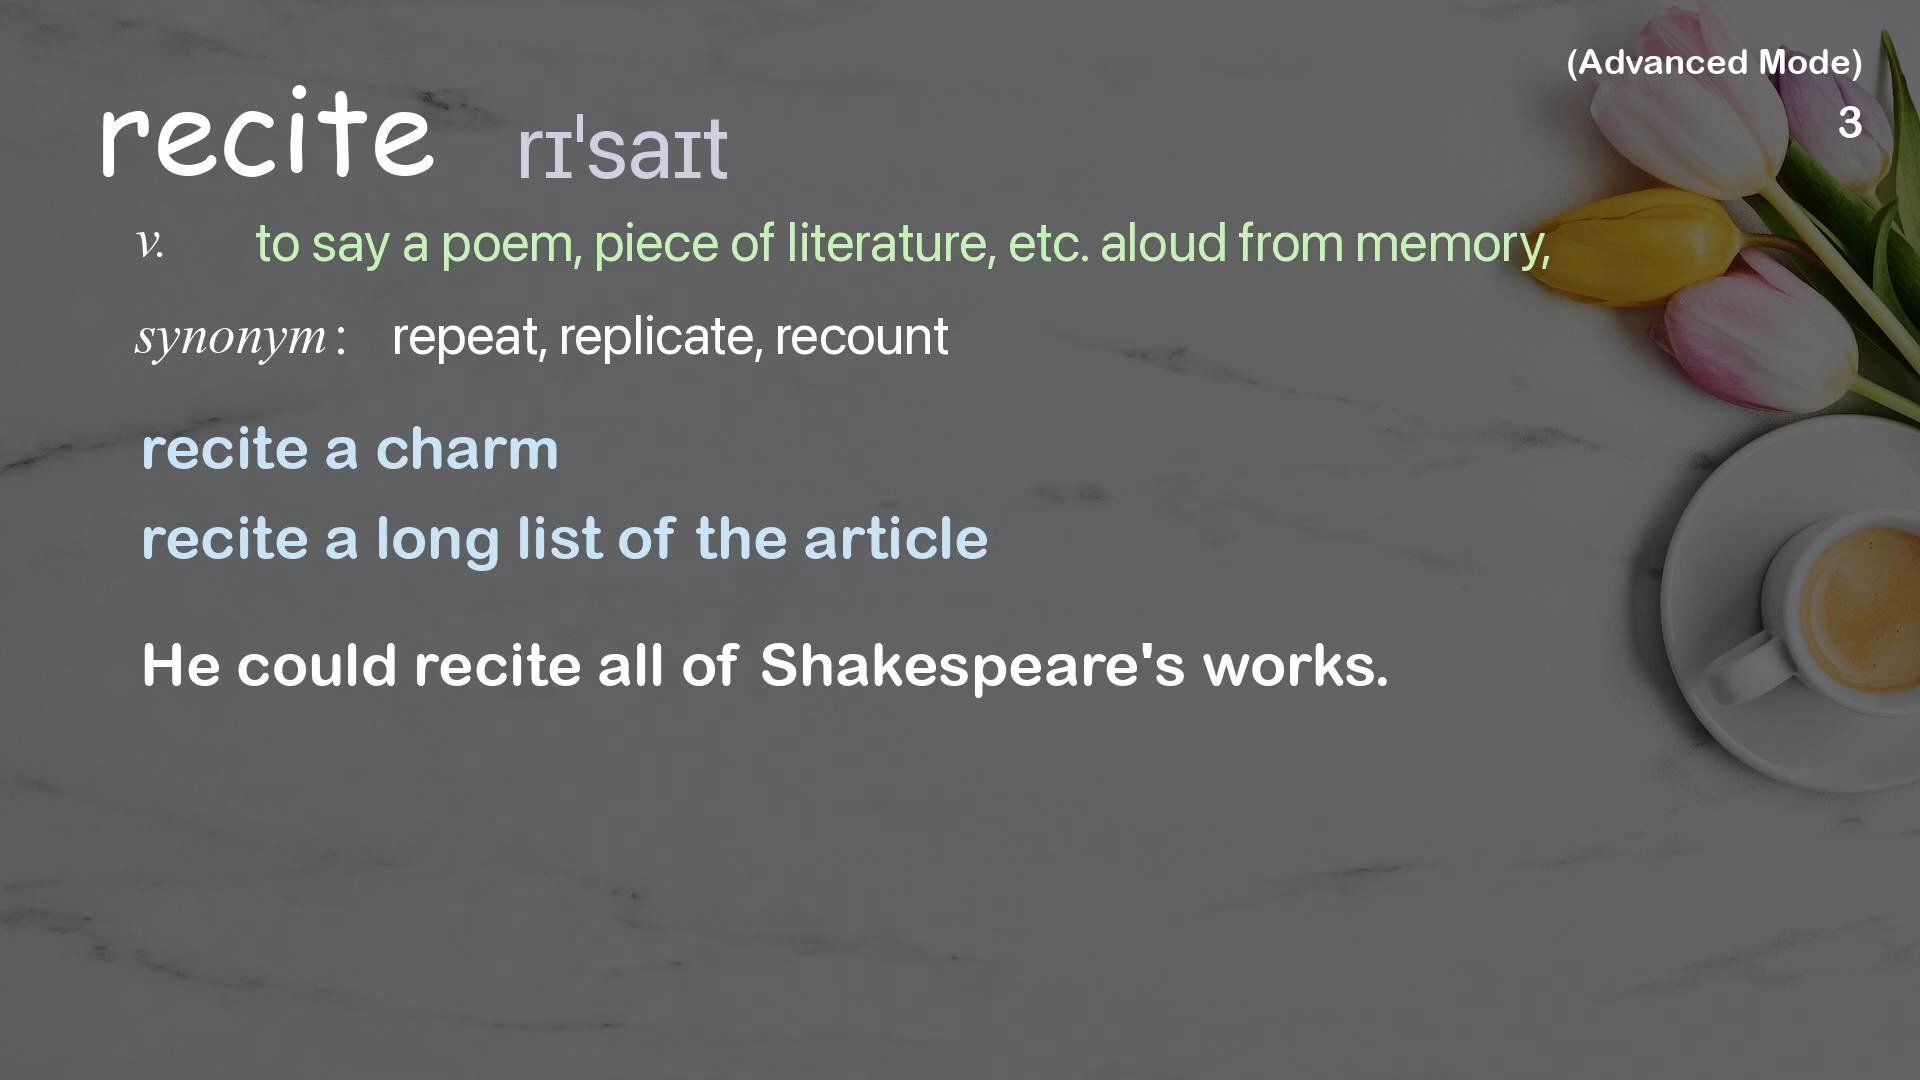 (Advanced Mode)
3
recite rɪˈsaɪt
v. to say a poem, piece of literature, etc. aloud from memory,
synonym: repeat, replicate, recount
recite a charm
recite a long list of the article
He could recite all of Shakespeare's works.